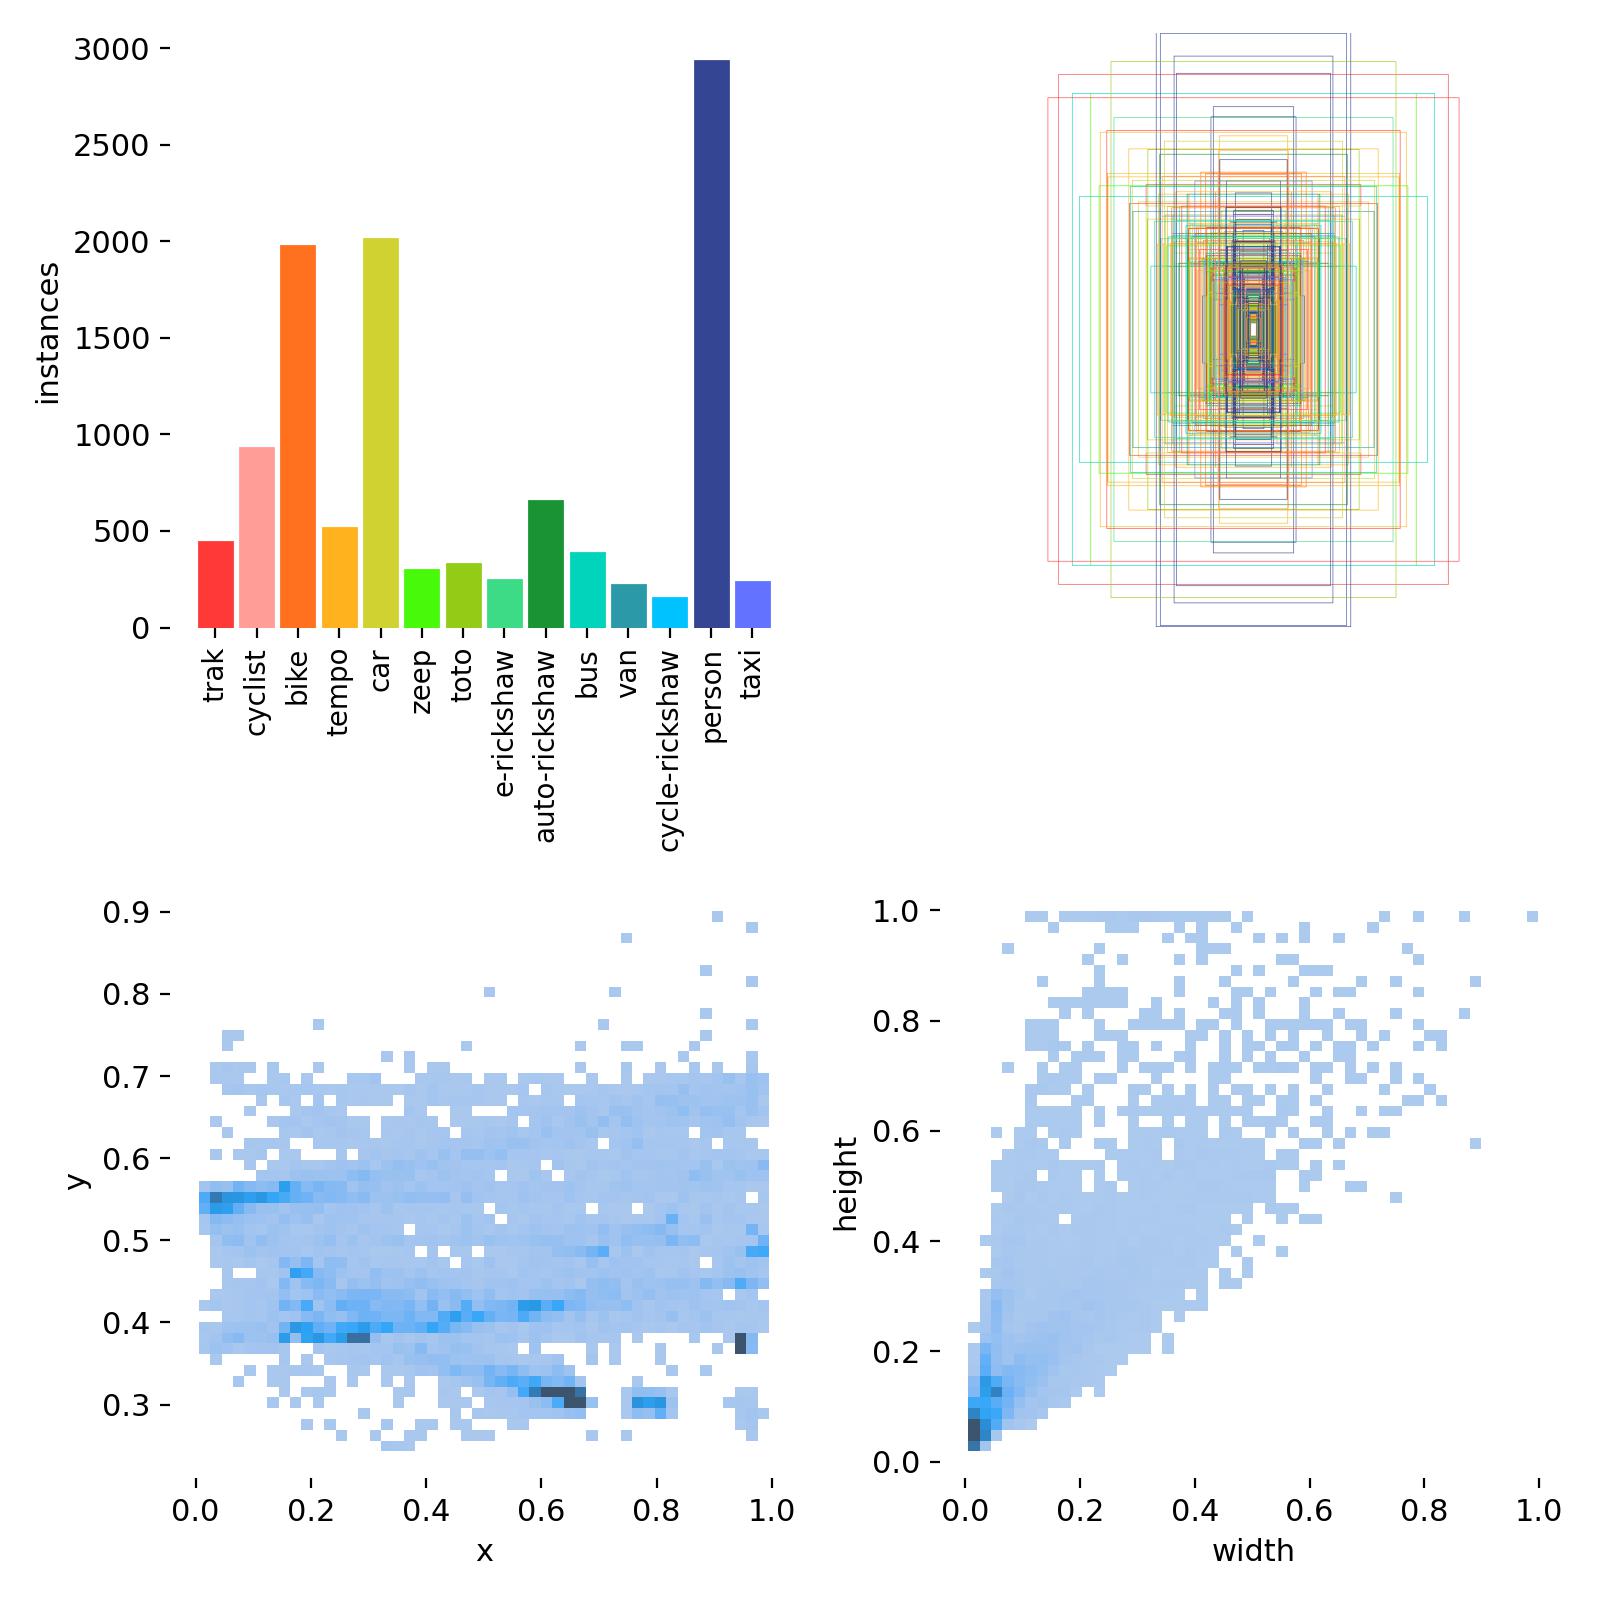 instances
3000
2500
2000
1500
1000
500
0
trak
cyclist
bike
tempo
car
zeep
toto
e-rickshaw
auto-rickshaw
bus
van
cycle-rickshaw
person
taxi
y
0.9
0.8
0.7
0.6
0.5
0.4
0.3
0.0 0.2 0.4 0.6 0.8 1.0
x
height
1.0
0.8
0.6
0.4
0.2
0.0
0.0 0.2 0.4 0.6 0.8 1.0
width